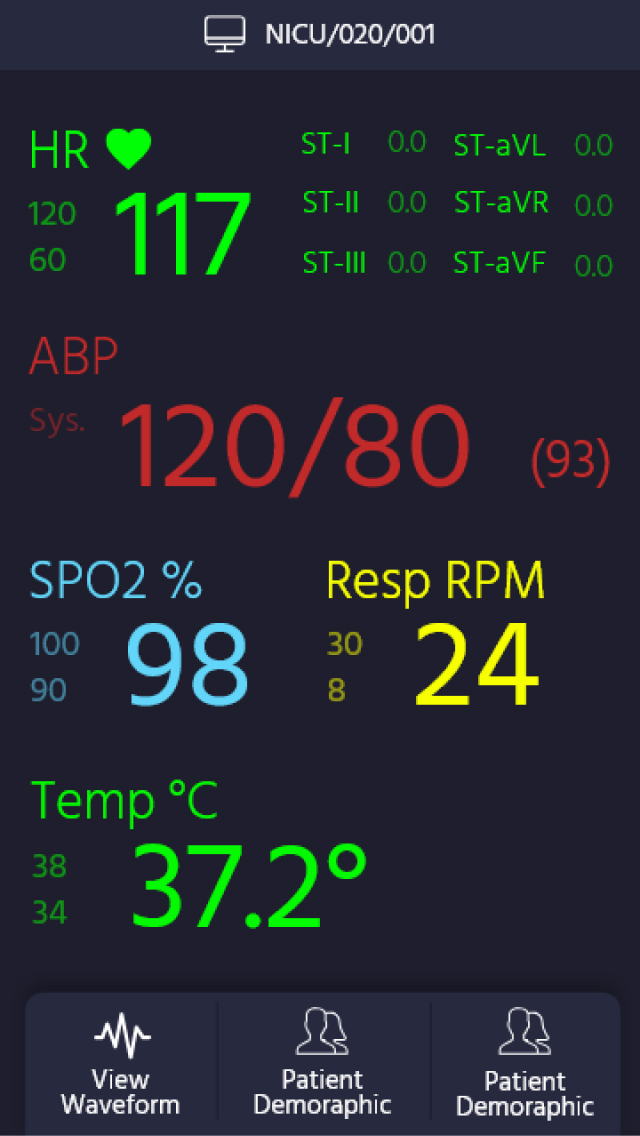 NICU/020/001
HR
120
60
117
ST-I 0.0 ST-aVL 0.0
ST-II 0.0 ST-aVR 0.0
ST-III 0.0 ST-aVF 0.0
ABP
Sys. 120/80 (93)
SPO2 %
100
90
98
Resp RPM
30
8
24
Temp °C
38
34
37.2°
View
Waveform
Patient
Demoraphic
Patient
Demoraphic